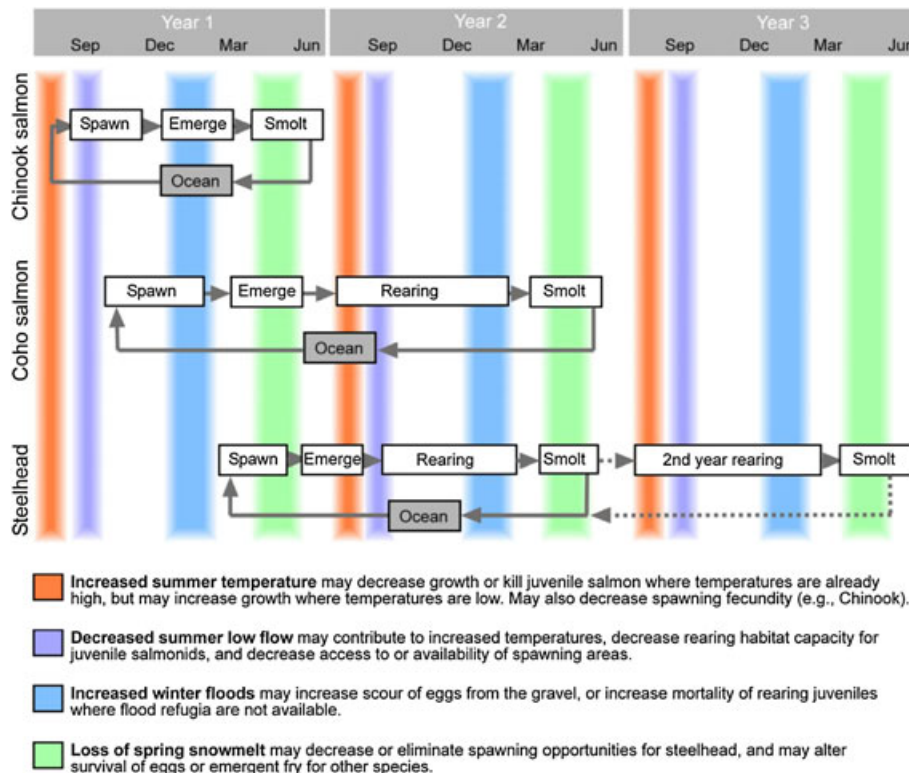 Year 1 Year 2 Year 3
Sep Dec Mar Jun Sep Dec Mar Jun Sep Dec Mar Jun
Chinook salmon
Spawn Emerge Smolt
Ocean
Coho salmon
Spawn Emerge Rearing Smolt
Ocean
Steelhead
Spawn Emerge Rearing Smolt 2nd year rearing Smolt
Ocean
Increased summer temperature may decrease growth or kill juvenile salmon where temperatures are already
high, but may increase growth where temperatures are low. May also decrease spawning fecundity (e.g., Chinook).
Decreased summer low flow may contribute to increased temperatures, decrease rearing habitat capacity for
juvenile salmonids, and decrease access to or availability of spawning areas.
Increased winter floods may increase scour of eggs from the gravel, or increase mortality of rearing juveniles
where flood refugia are not available.
Loss of spring snowmelt may decrease or eliminate spawning opportunities for steelhead, and may alter
survival of eggs or emergent fry for other species.